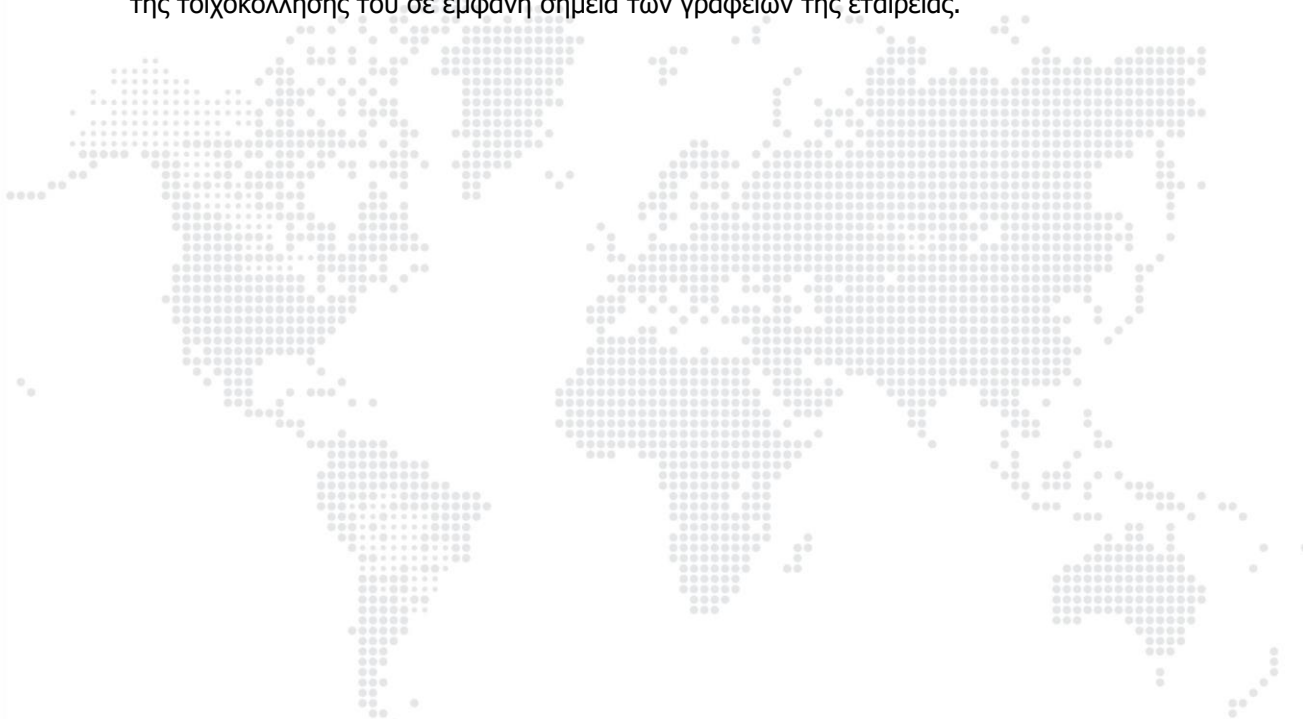 της τοιχοκόλλησής του σε εμφανή σημεία των γραφείων της εταιρείας.